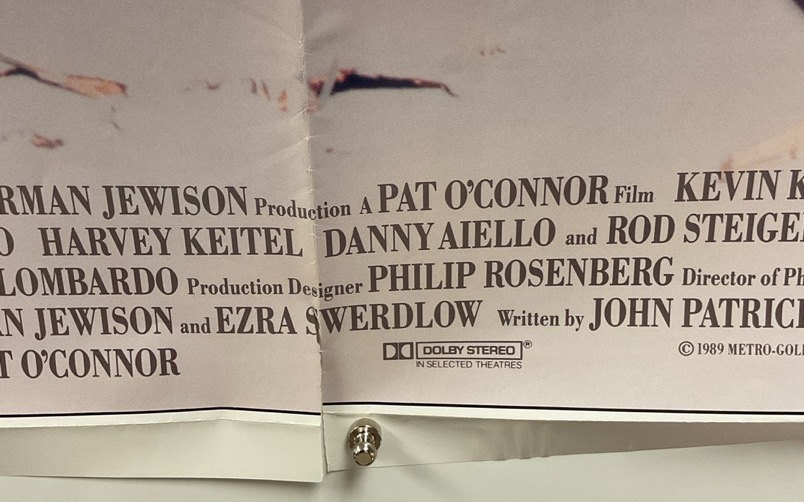 RMAN JEWISON Production A PAT O'CONNOR Film KEVIN K
O HARVEY KEITEL DANNY AIELLO and ROD STEIGE
LOMBARDO Production Designer PHILIP ROSENBERG Director of Ph
N JEWISON and EZRA SWERDLOW Written by JOHN PATRIC
T O'CONNOR
DOLBY STEREO ®
IN SELECTED THEATRES
© 1989 METRO-GOL